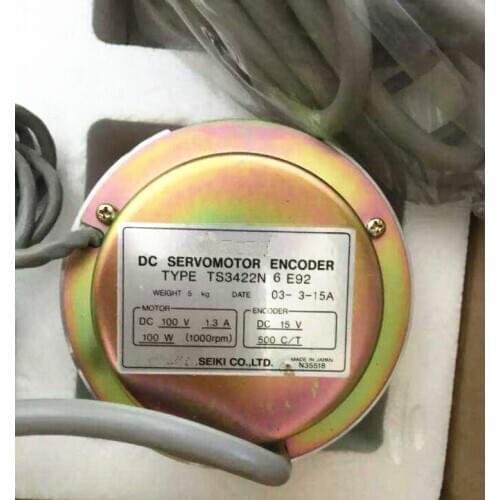 DC SERVOMOTOR ENCODER
TYPE TS3422N 6 E92
WEIGHT 5 kg DATE 03- 3-15A
MOTOR
DC 100 V 1.3 A
100 W (1000rpm)
ENCODER
DC 15 V
500 C/T
SEIKI CO.,LTD.
MADE IN JAPAN
N35518